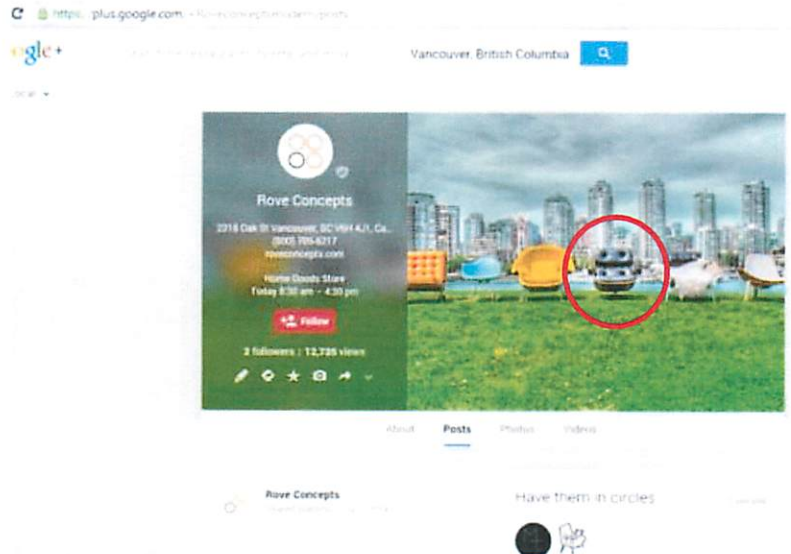 https: plus.google.com
gle+
Vancouver, British Columbia
Rove Concepts
2316 Oak St Vancouver, BC V6H 4J1, Ca...
(800) 705-6217
roveconcepts.com
Home Goods Store
Today 8:30 am – 4:30 pm
Follow
2 followers | 12,735 views
About Posts Photos Videos
Rove Concepts
Have them in circles